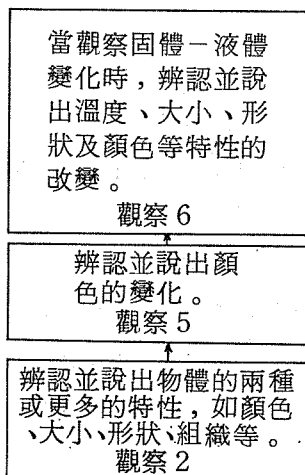 當觀察固體－液體
變化時，辨認並說
出溫度、大小、形
狀及顏色等特性的
改變。
觀察6
辨認並說出顏
色的變化。
觀察5
辨認並說出物體的兩種
或更多的特性，如顏色
、大小、形狀、組織等。
觀察2